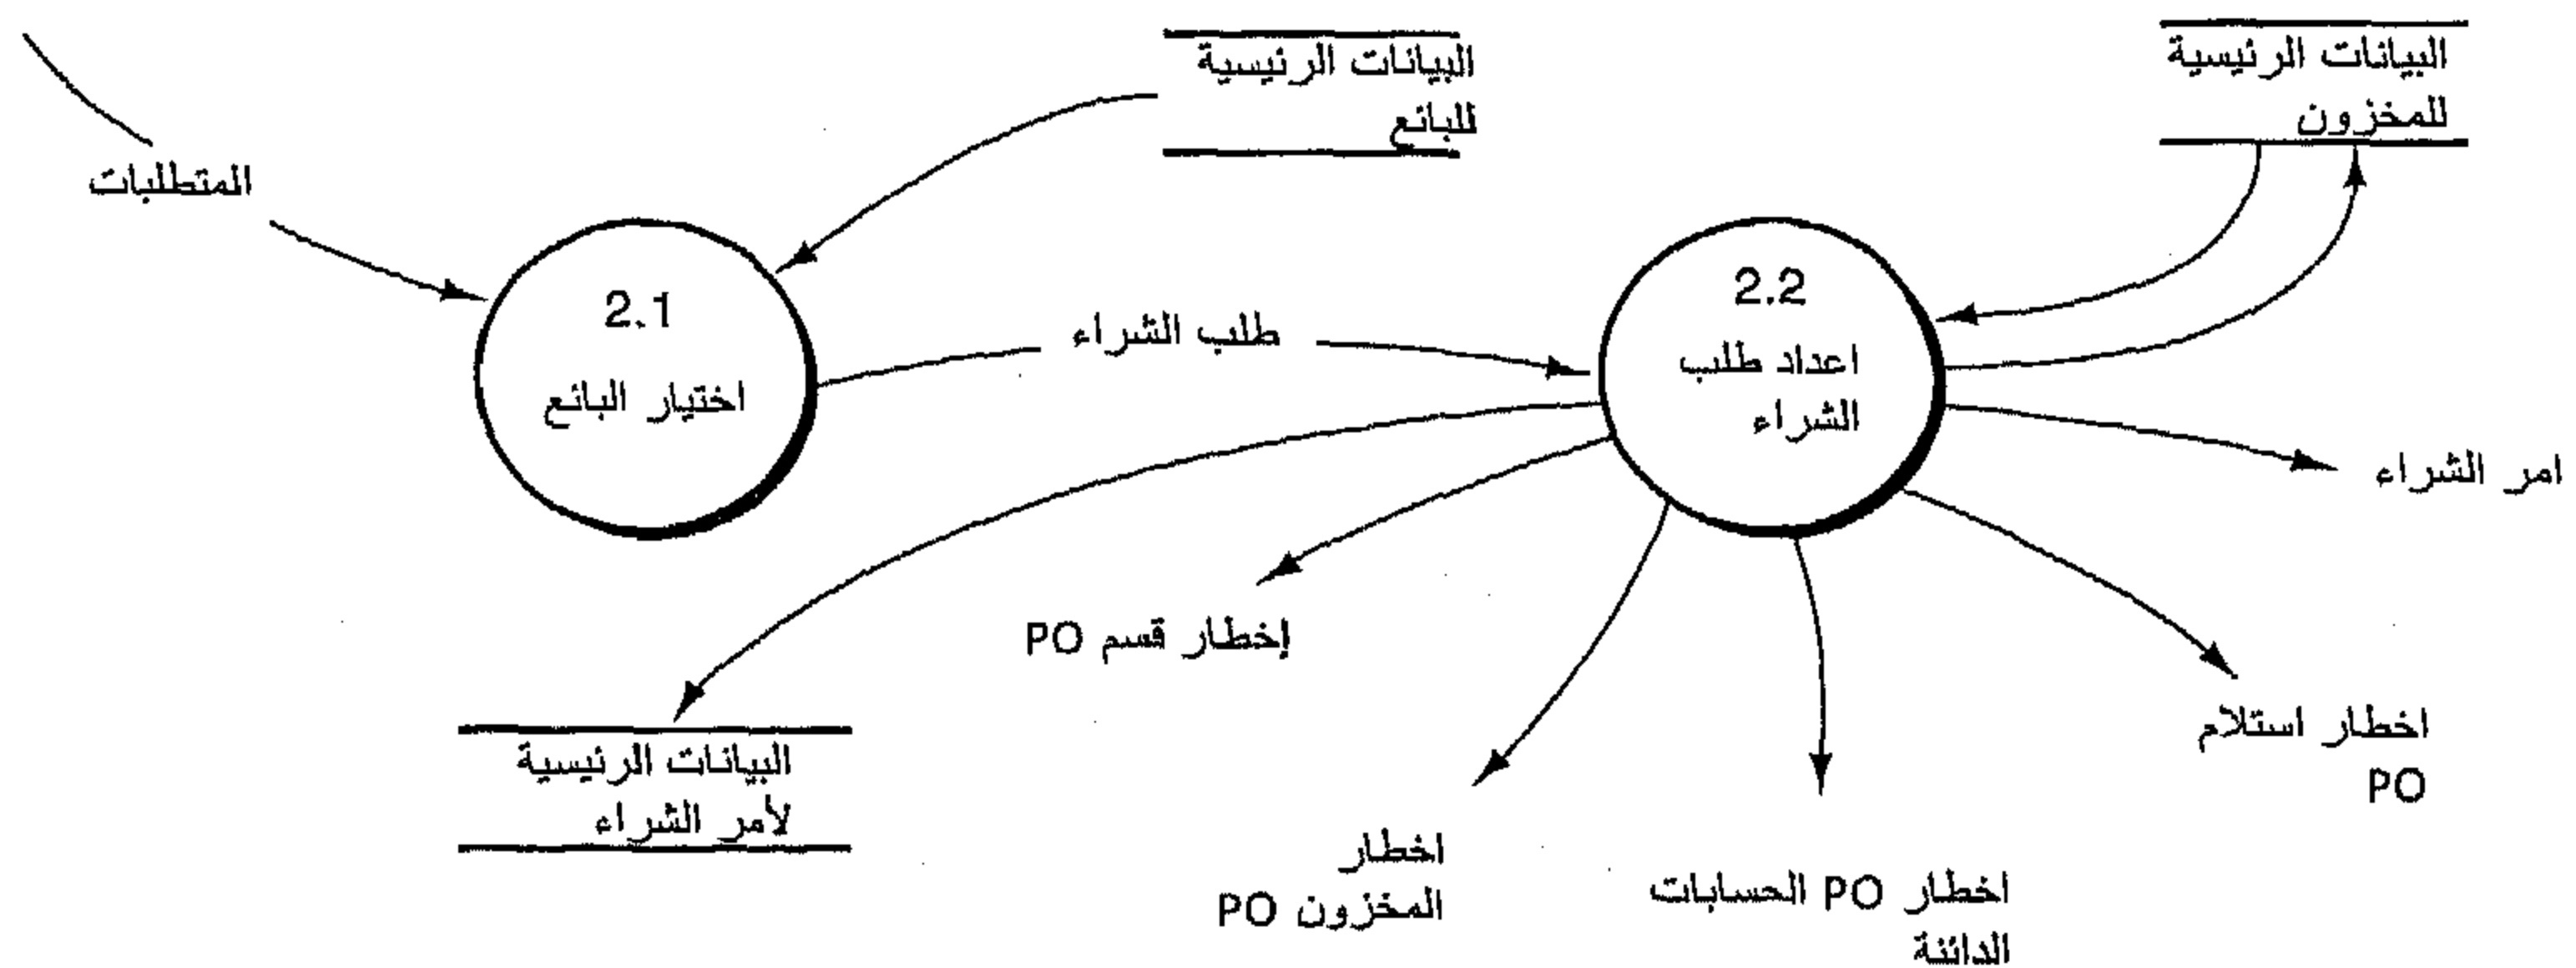 البيانات الرئيسية
للمخزون
البيانات الرئيسية
للبائع
المتطلبات
2.1
اختيار البائع
طلب الشراء
2.2
اعداد طلب
الشراء
امر الشراء
إخطار قسم PO
اخطار استلام
PO
البيانات الرئيسية
لأمر الشراء
اخطار
المخزون PO
اخطار PO الحسابات
الدائنة